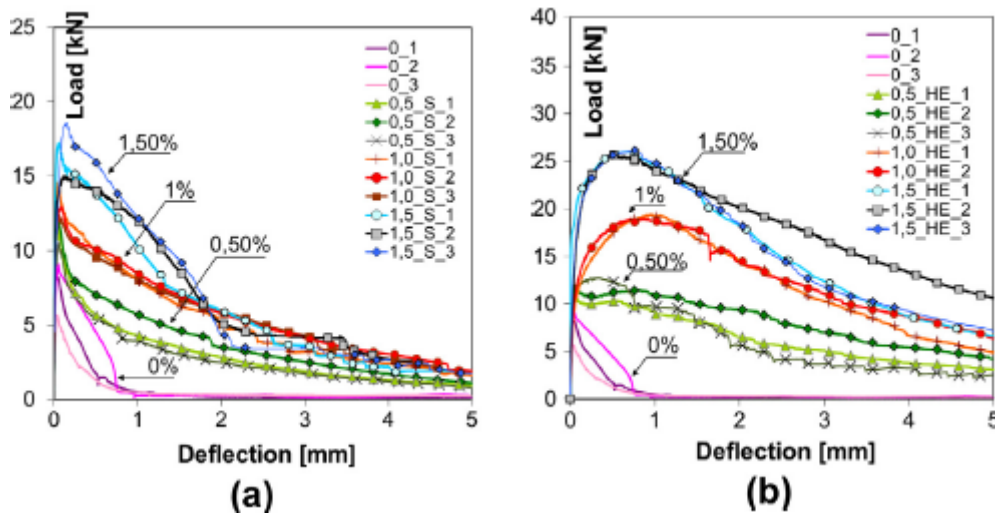 25
20
15
10
5
0
Load [kN]
0_1
0_2
0_3
0,5_S_1
0,5_S_2
0,5_S_3
1,0_S_1
1,0_S_2
1,0_S_3
1,5_S_1
1,5_S_2
1,5_S_3
1,50%
1%
0,50%
0%
0 1 2 3 4 5
Deflection [mm]
(a)
40
35
30
25
20
15
10
5
0
Load [kN]
0_1
0_2
0_3
0,5_HE_1
0,5_HE_2
0,5_HE_3
1,0_HE_1
1,0_HE_2
1,5_HE_1
1,5_HE_2
1,5_HE_3
1,50%
1%
0,50%
0%
0 1 2 3 4 5
Deflection [mm]
(b)